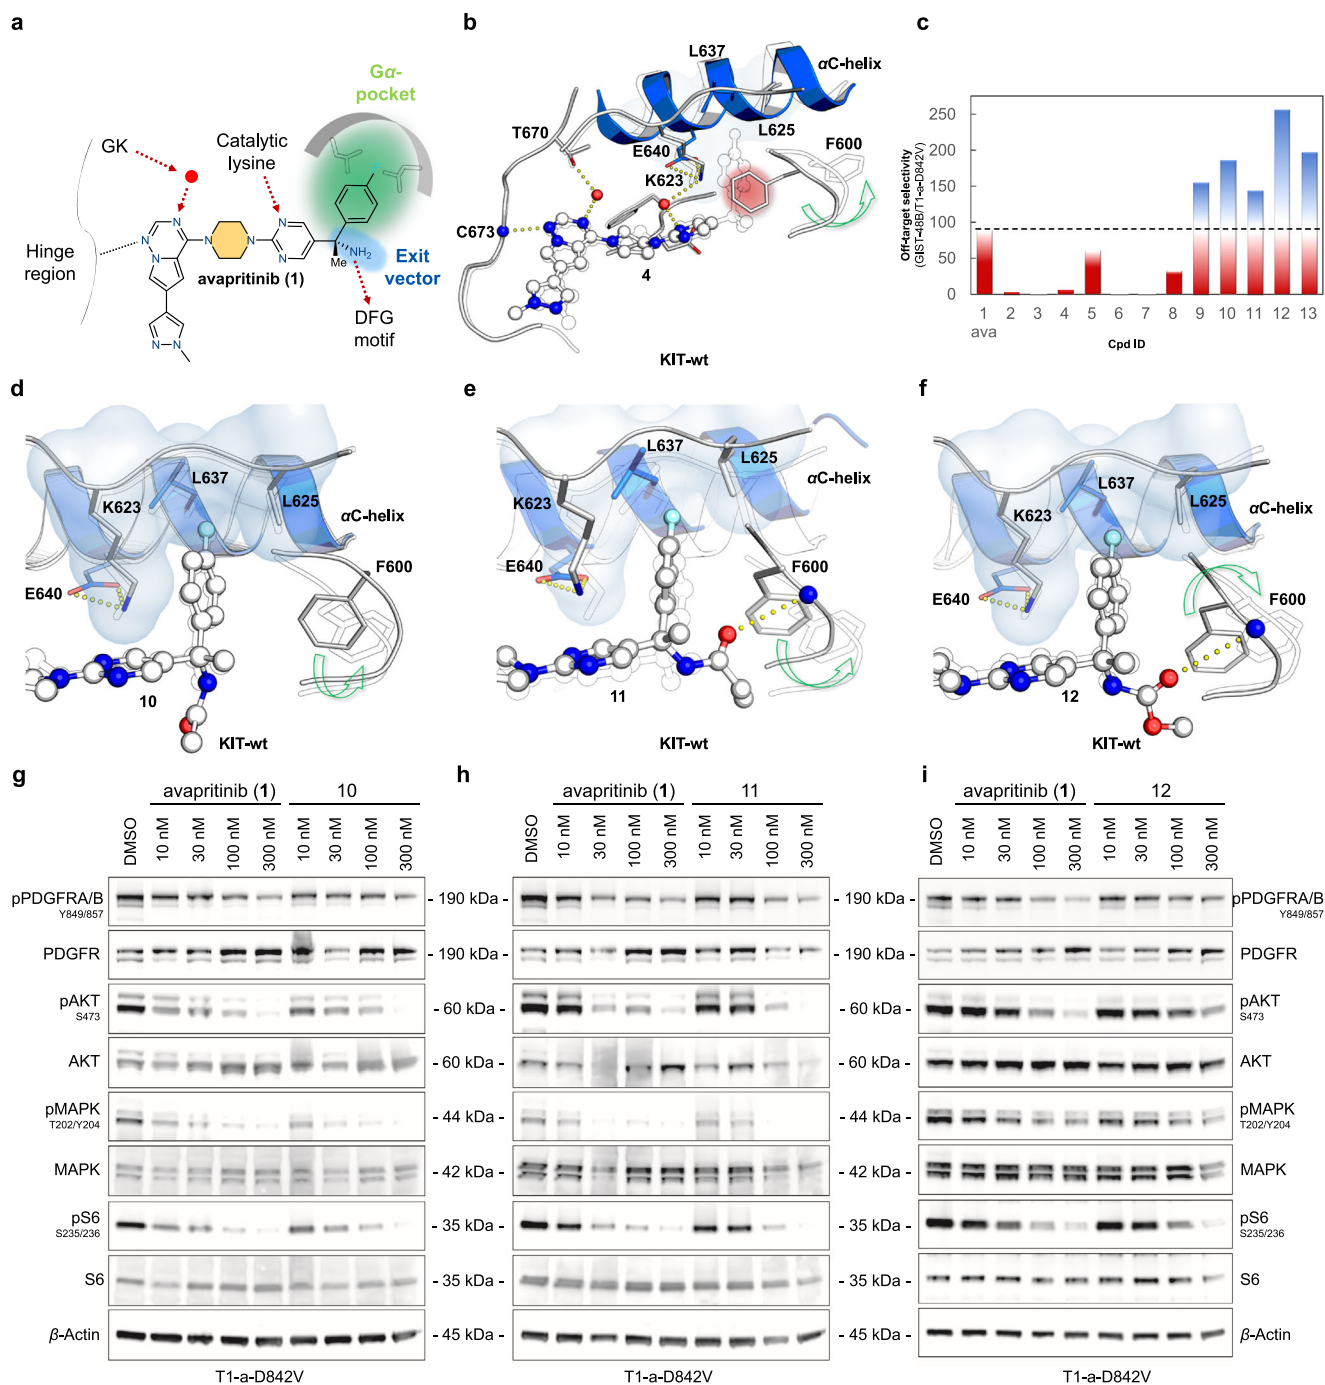 a
Gα-
pocket
GK
Catalytic
lysine
N
N
N
N
N
N
N
NH₂
Me
Hinge
region
avapritinib (1)
Exit
vector
DFG
motif
N
N
b
L637
αC-helix
T670
L625
E640
F600
K623
C673
4
KIT-wt
c
Off-target selectivity
(GIST-48B/T1-a-D842V)
250
200
150
100
50
0
1 2 3 4 5 6 7 8 9 10 11 12 13
ava
Cpd ID
d
L637
K623
L625
αC-helix
F600
E640
10
KIT-wt
e
L637
L625
K623
αC-helix
E640
F600
11
KIT-wt
f
L637
L625
K623
αC-helix
E640
F600
12
KIT-wt
g
avapritinib (1) 10
DMSO 10 nM 30 nM 100 nM 300 nM 10 nM 30 nM 100 nM 300 nM
pPDGFRA/B
Y849/857
PDGFR
pAKT
S473
AKT
pMAPK
T202/Y204
MAPK
pS6
S235/236
S6
β-Actin
T1-a-D842V
- 190 kDa -
- 190 kDa -
- 60 kDa -
- 60 kDa -
- 44 kDa -
- 42 kDa -
- 35 kDa -
- 35 kDa -
- 45 kDa -
h
avapritinib (1) 11
DMSO 10 nM 30 nM 100 nM 300 nM 10 nM 30 nM 100 nM 300 nM
T1-a-D842V
- 190 kDa -
- 190 kDa -
- 60 kDa -
- 60 kDa -
- 44 kDa -
- 42 kDa -
- 35 kDa -
- 35 kDa -
- 45 kDa -
i
avapritinib (1) 12
DMSO 10 nM 30 nM 100 nM 300 nM 10 nM 30 nM 100 nM 300 nM
pPDGFRA/B
Y849/857
PDGFR
pAKT
S473
AKT
pMAPK
T202/Y204
MAPK
pS6
S235/236
S6
β-Actin
T1-a-D842V